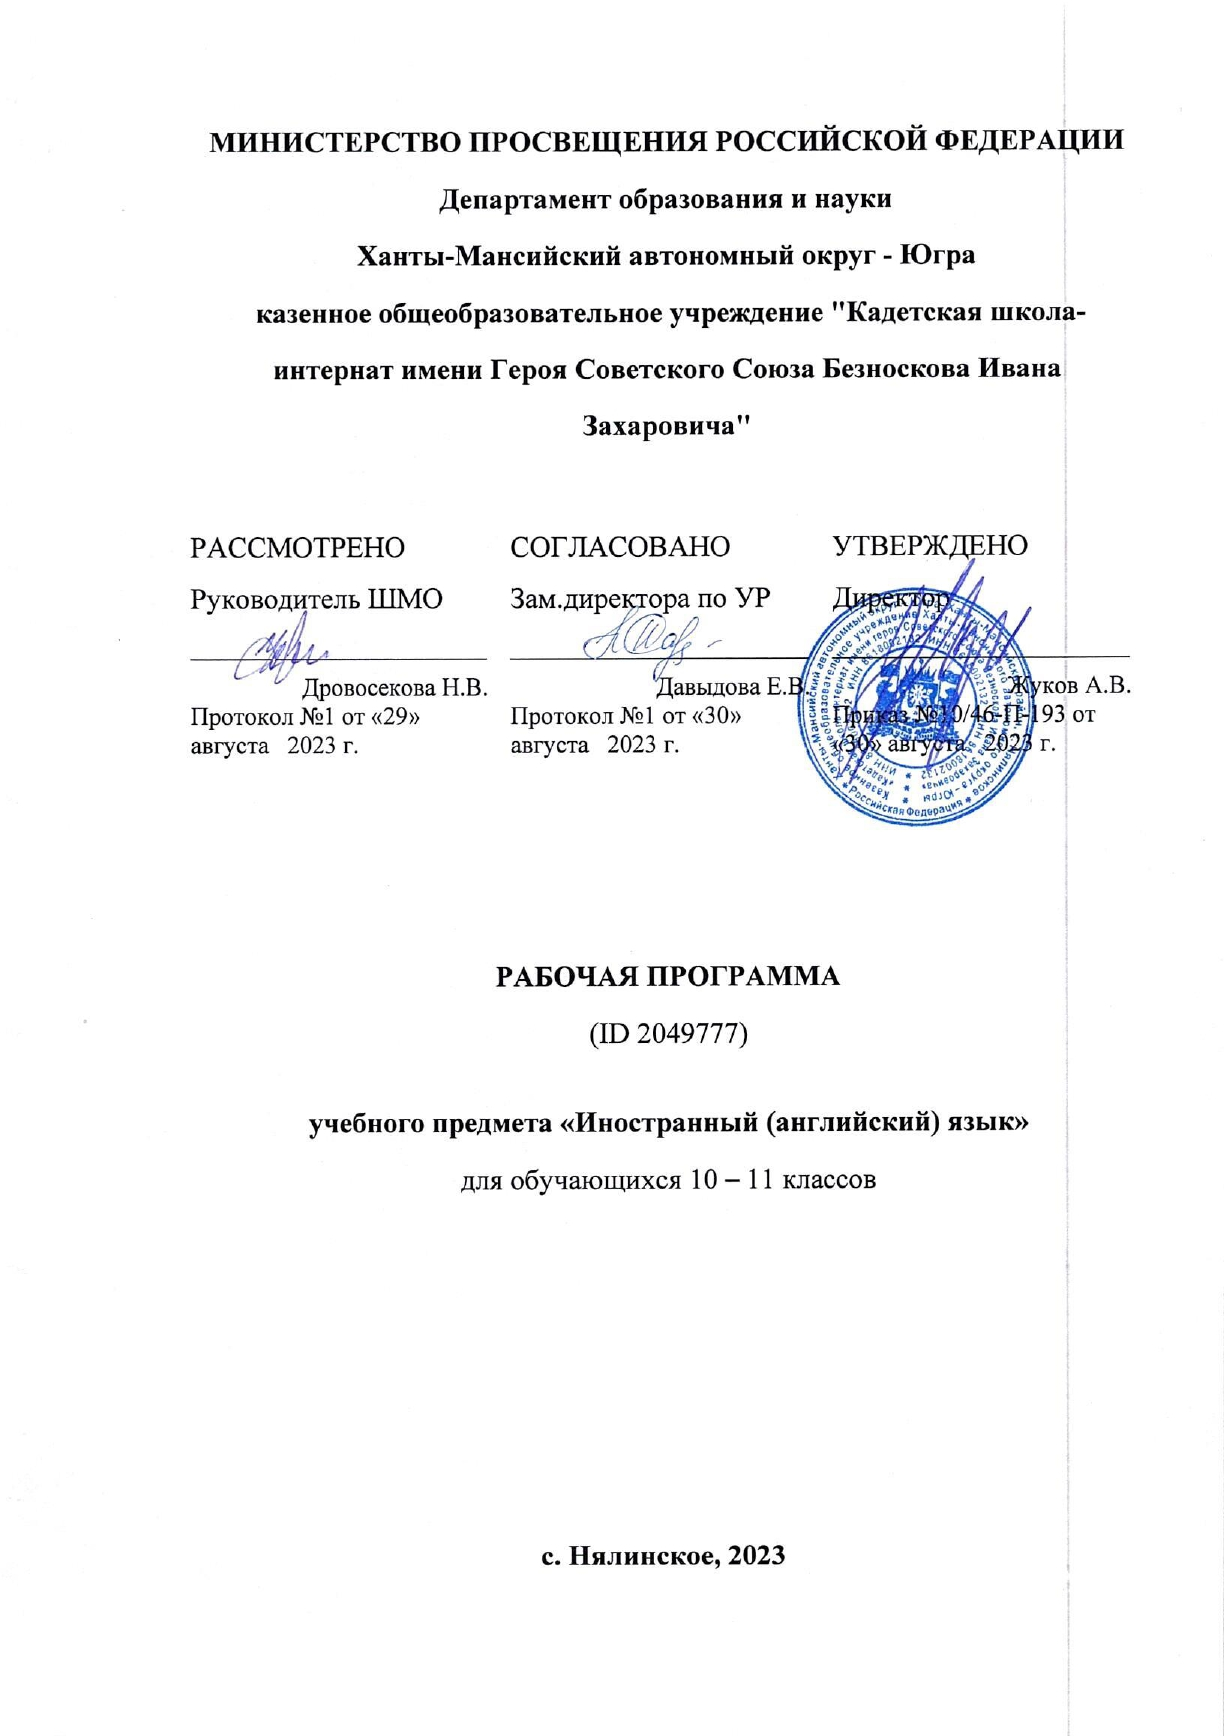 МИНИСТЕРСТВО ПРОСВЕЩЕНИЯ РОССИЙСКОЙ ФЕДЕРАЦИИ
Департамент образования и науки
Ханты-Мансийский автономный округ - Югра
казенное общеобразовательное учреждение "Кадетская школа-
интернат имени Героя Советского Союза Безноскова Ивана
Захаровича"
РАССМОТРЕНО
Руководитель ШМО
Дровосекова Н.В.
Протокол №1 от «29»
августа 2023 г.
СОГЛАСОВАНО
Зам.директора по УР
Давыдова Е.В.
Протокол №1 от «30»
августа 2023 г.
УТВЕРЖДЕНО
Директор
Жуков А.В.
Приказ №10/46-П-193 от
«30» августа 2023 г.
Российская Федерация
РАБОЧАЯ ПРОГРАММА
(ID 2049777)
учебного предмета «Иностранный (английский) язык»
для обучающихся 10 – 11 классов
с. Нялинское, 2023